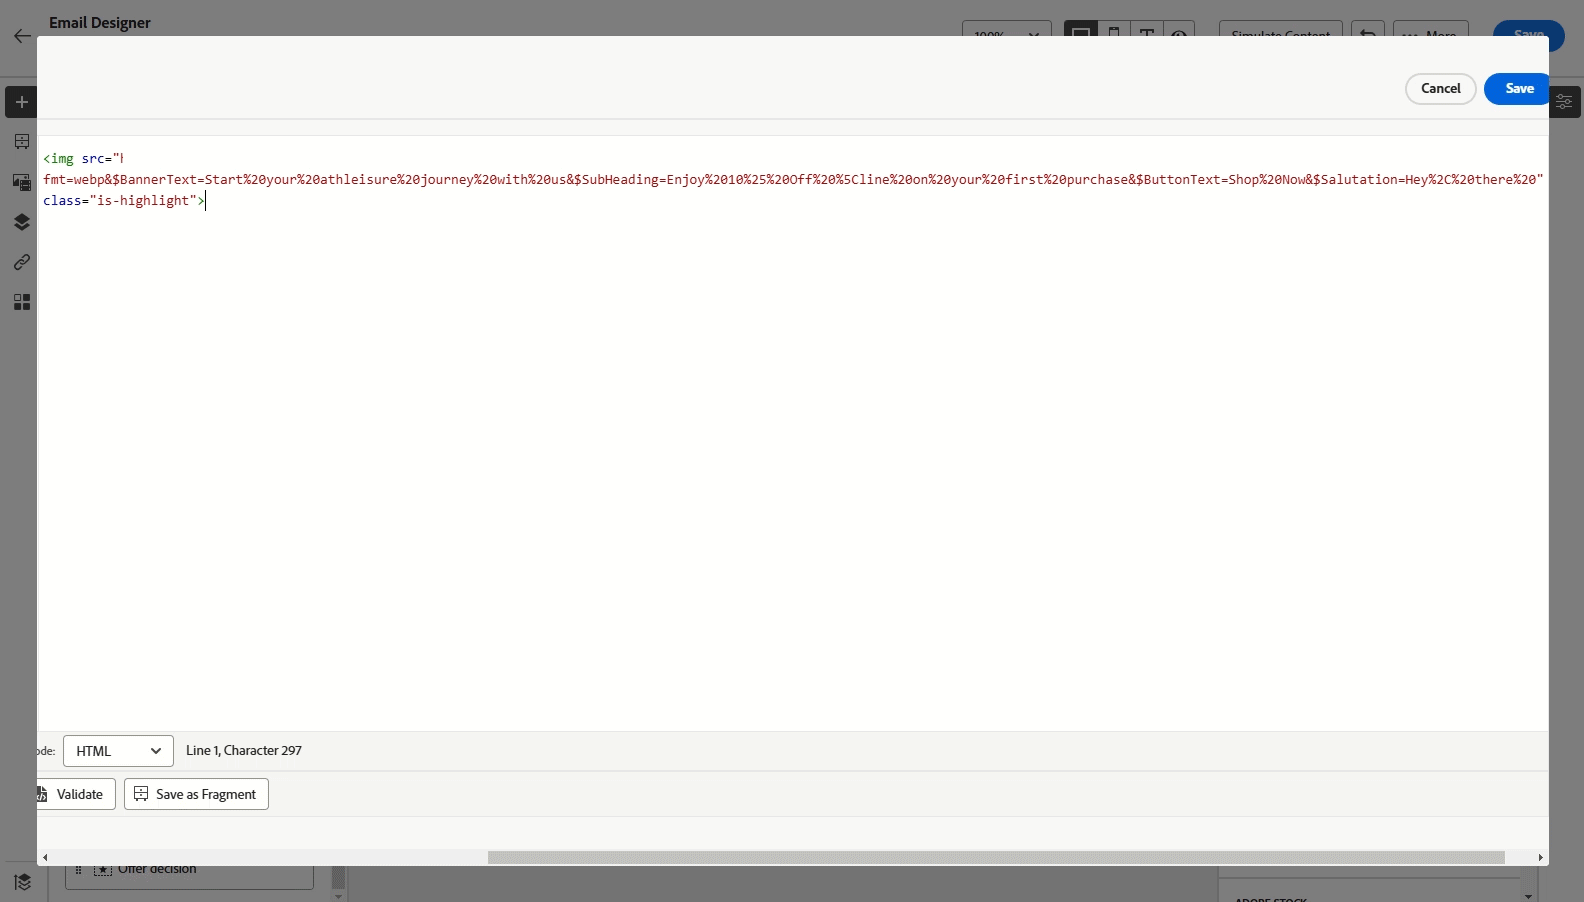 Email Designer
100%
Simulate Content
More
Save
Cancel
Save
<img src="h
fmt=webp&$BannerText=Start%20your%20athleisure%20journey%20with%20us&$SubHeading=Enjoy%2010%25%20Off%20%5Cline%20on%20your%20first%20purchase&$ButtonText=Shop%20Now&$Salutation=Hey%2C%20there%20"
class="is-highlight">
HTML
Line 1, Character 297
Validate
Save as Fragment
Offer decision
ADOBE STOCK